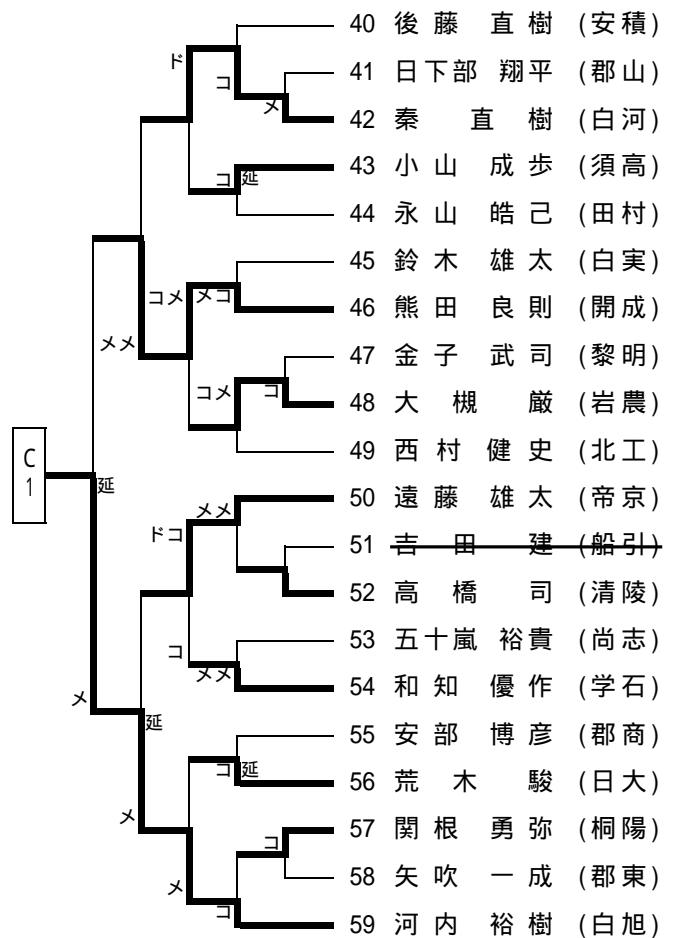 40 後藤 直樹 (安積)
ド
コ
41 日下部 翔平 (郡山)
メ
42 秦 直樹 (白河)
43 小山 成歩 (須高)
コ 延
44 永山 皓己 (田村)
45 鈴木 雄太 (白実)
コメ メコ
46 熊田 良則 (開成)
メメ
47 金子 武司 (黎明)
コメ コ
48 大槻 厳 (岩農)
49 西村 健史 (北工)
C
1
延
50 遠藤 雄太 (帝京)
メメ
ドコ
51 吉田 建 (船引)
52 高橋 司 (清陵)
53 五十嵐 裕貴 (尚志)
コ
メメ
54 和知 優作 (学石)
メ
延
55 安部 博彦 (郡商)
コ 延
56 荒木 駿 (日大)
メ
57 関根 勇弥 (桐陽)
コ
58 矢吹 一成 (郡東)
メ
コ
59 河内 裕樹 (白旭)